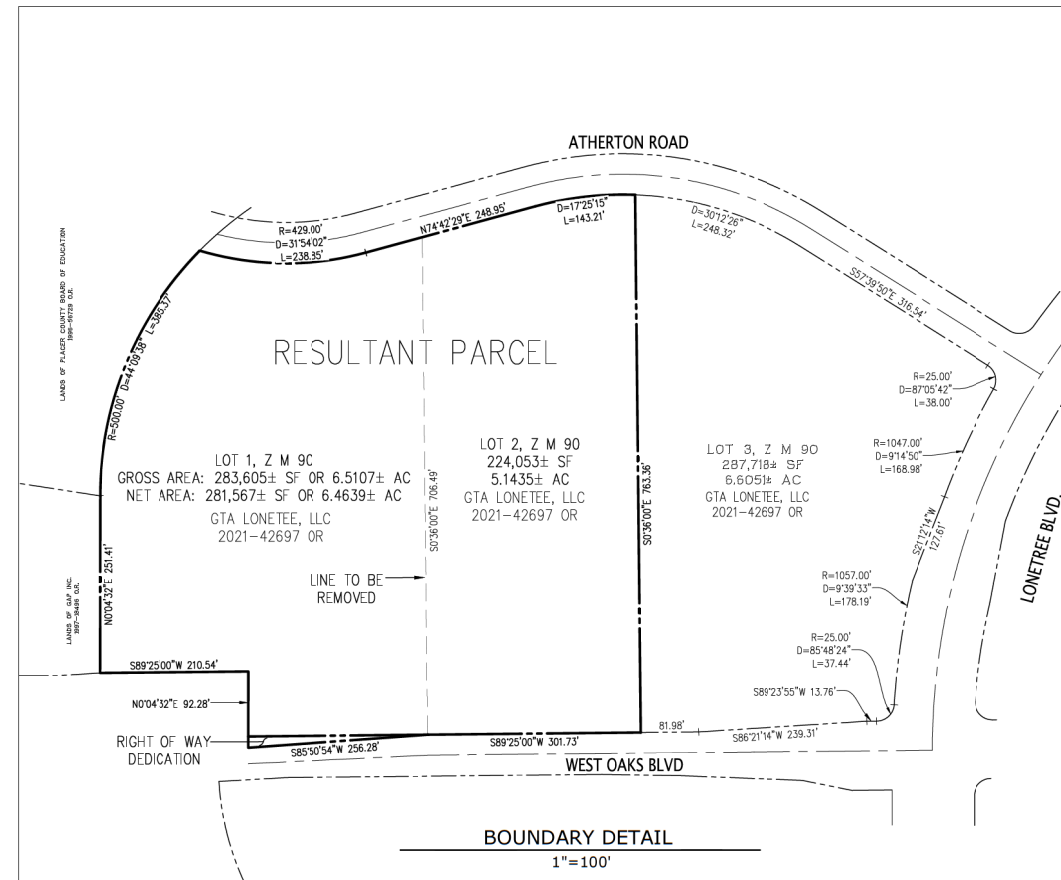 ATHERTON ROAD
R=429.00'
D=31°54'02"
L=238.85'
N74°42'29"E 248.95'
D=17°25'15"
L=143.21'
D=30°12'26"
L=248.32'
S57°39'50"E 316.54'
LANDS OF PLACER COUNTY BOARD OF EDUCATION
1996-56729 O.R.
R=500.00' D=44°09'38" L=385.37'
RESULTANT PARCEL
R=25.00'
D=87°05'42"
L=38.00'
R=1047.00'
D=9°14'50"
L=168.98'
LOT 1, Z M 90
GROSS AREA: 283,605± SF OR 6.5107± AC
NET AREA: 281,567± SF OR 6.4639± AC
GTA LONETEE, LLC
2021-42697 OR
S0°36'00"E 706.49'
LOT 2, Z M 90
224,053± SF
5.1435± AC
GTA LONETEE, LLC
2021-42697 OR
S0°36'00"E 763.36'
LOT 3, Z M 90
287,718± SF
6.6051± AC
GTA LONETEE, LLC
2021-42697 OR
S21°12'14"W
127.61'
LONETREE BLVD.
LANDS OF GAP INC.
1997-18496 O.R.
N0°04'32"E 251.41'
LINE TO BE
REMOVED
R=1057.00'
D=9°39'33"
L=178.19'
R=25.00'
D=85°48'24"
L=37.44'
S89°25'00"W 210.54'
N0°04'32"E 92.28'
S89°23'55"W 13.76'
RIGHT OF WAY
DEDICATION
S85°50'54"W 256.28'
S89°25'00"W 301.73'
81.98'
S86°21'14"W 239.31'
WEST OAKS BLVD
BOUNDARY DETAIL
1"=100'